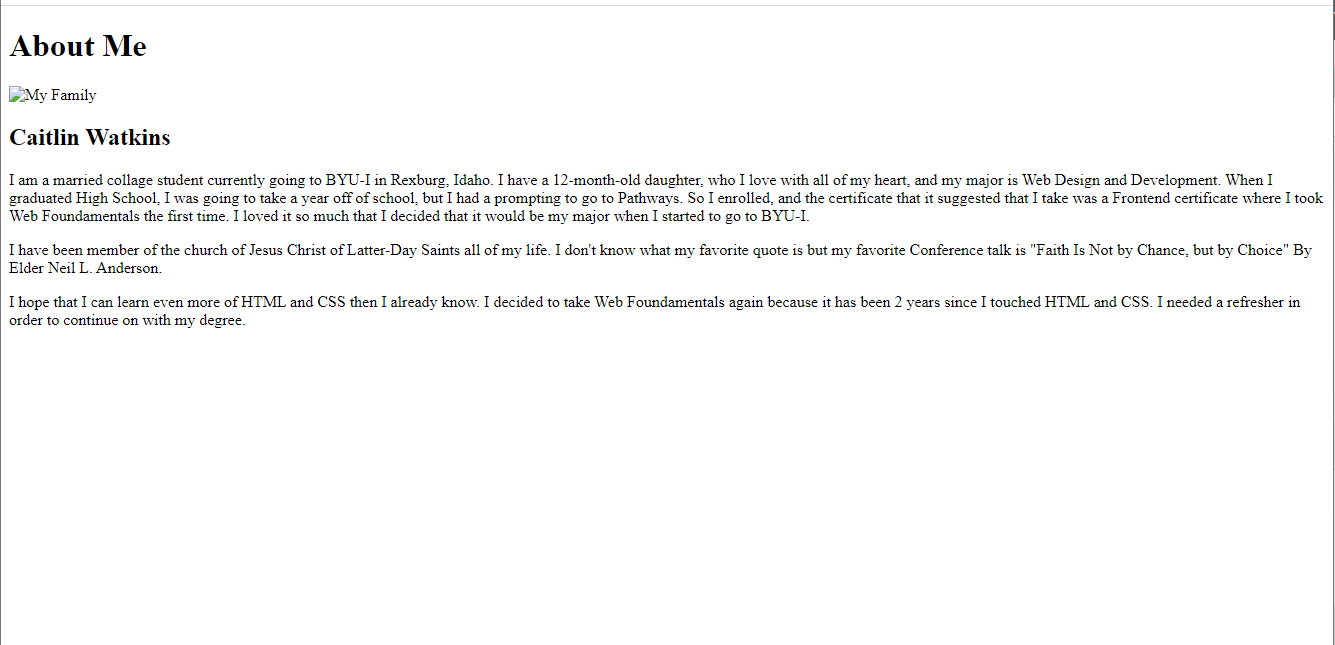 About Me
My Family
Caitlin Watkins
I am a married collage student currently going to BYU-I in Rexburg, Idaho. I have a 12-month-old daughter, who I love with all of my heart, and my major is Web Design and Development. When I
graduated High School, I was going to take a year off of school, but I had a prompting to go to Pathways. So I enrolled, and the certificate that it suggested that I take was a Frontend certificate where I took
Web Foundamentals the first time. I loved it so much that I decided that it would be my major when I started to go to BYU-I.
I have been member of the church of Jesus Christ of Latter-Day Saints all of my life. I don't know what my favorite quote is but my favorite Conference talk is "Faith Is Not by Chance, but by Choice" By
Elder Neil L. Anderson.
I hope that I can learn even more of HTML and CSS then I already know. I decided to take Web Foundamentals again because it has been 2 years since I touched HTML and CSS. I needed a refresher in
order to continue on with my degree.